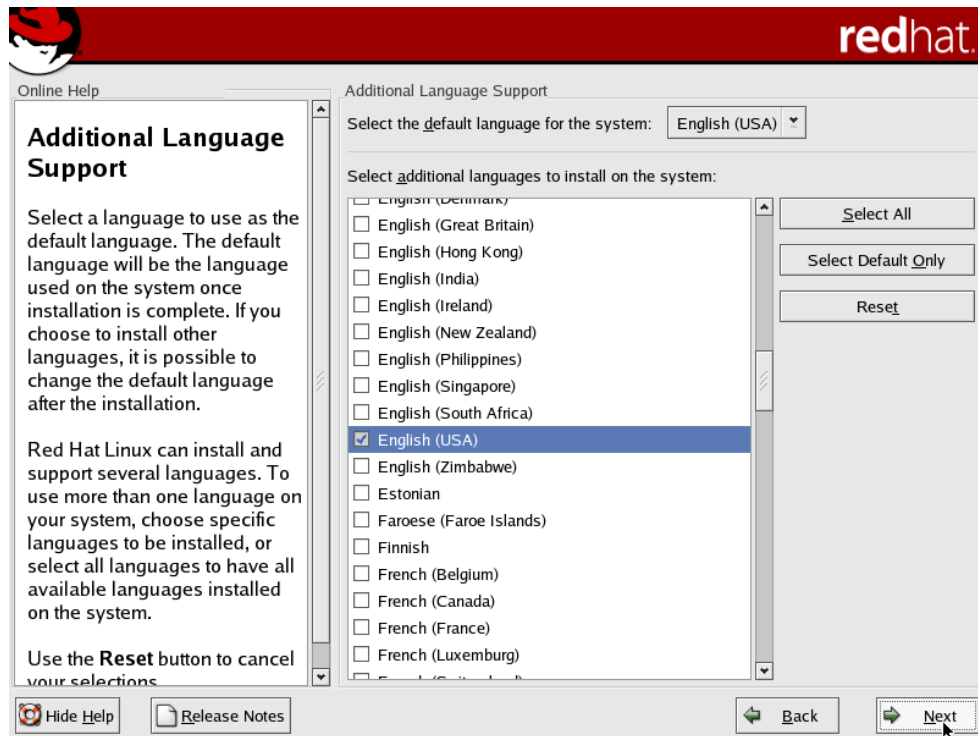 redhat.
Online Help
Additional Language
Support
Select a language to use as the
default language. The default
language will be the language
used on the system once
installation is complete. If you
choose to install other
languages, it is possible to
change the default language
after the installation.
Red Hat Linux can install and
support several languages. To
use more than one language on
your system, choose specific
languages to be installed, or
select all languages to have all
available languages installed
on the system.
Use the Reset button to cancel
your selections
Additional Language Support
Select the default language for the system: English (USA)
Select additional languages to install on the system:
English (Denmark)
English (Great Britain)
English (Hong Kong)
English (India)
English (Ireland)
English (New Zealand)
English (Philippines)
English (Singapore)
English (South Africa)
English (USA)
English (Zimbabwe)
Estonian
Faroese (Faroe Islands)
Finnish
French (Belgium)
French (Canada)
French (France)
French (Luxemburg)
Select All
Select Default Only
Reset
Hide Help
Release Notes
Back
Next